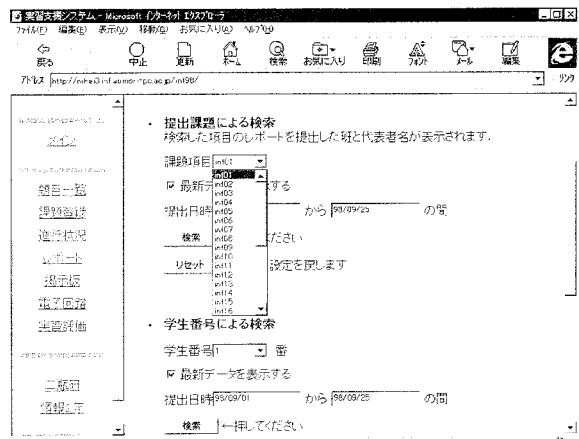 実習支援システム - Microsoft インターネット エクスプローラ
ファイル(F) 編集(E) 表示(V) 移動(G) お気に入り(A) ヘルプ(H)
戻る 中止 更新 ホーム 検索 お気に入り 印刷 フォント メール 編集
アドレス
リンク
メイン
題目一覧
課題登録
進行状況
レポート
掲示板
電子回路
実習評価
・ 提出課題による検索
検索した項目のレポートを提出した班と代表者名が表示されます.
課題項目 inf01
inf01
inf02
inf03
inf04
inf05
inf06
inf07
inf08
inf09
inf10
inf11
inf12
inf13
inf14
inf15
inf16
最新デ する
提出日時 から 98/09/25 の間
検索 ください
リセット 設定を戻します
・ 学生番号による検索
学生番号 1 番
最新データを表示する
提出日時 98/09/01 から 98/09/25 の間
検索 ←押してください